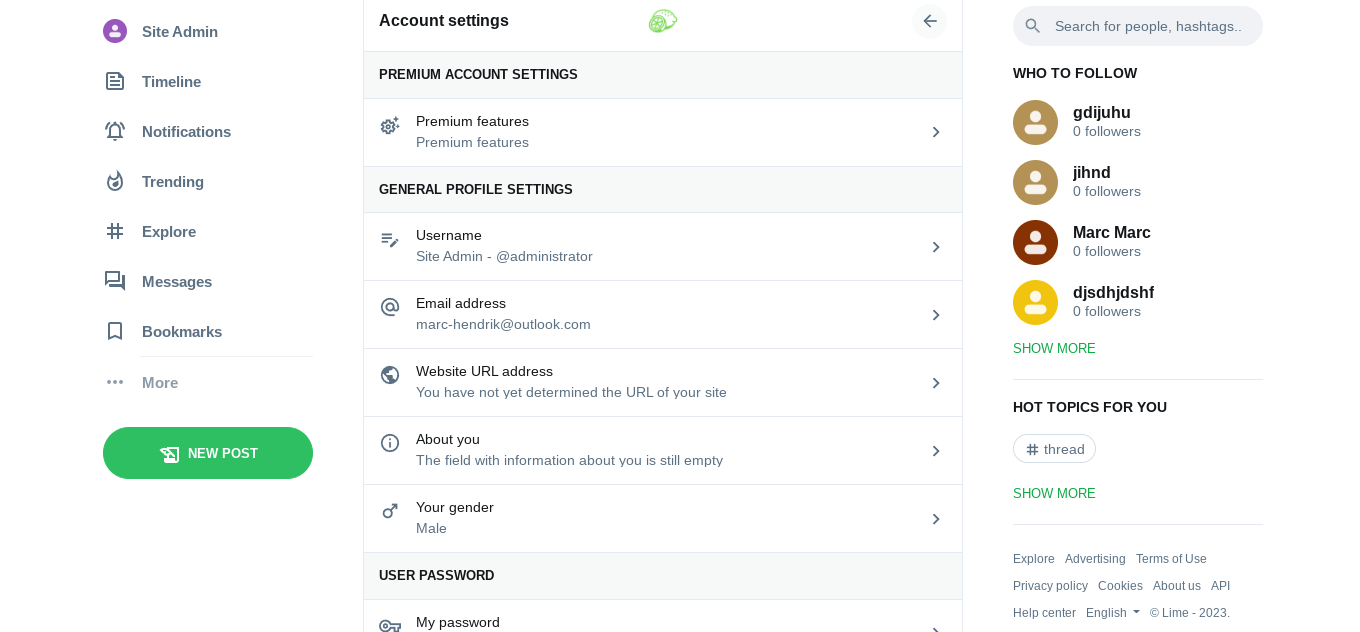 Site Admin
Timeline
Notifications
Trending
Explore
Messages
Bookmarks
More
NEW POST
Account settings
PREMIUM ACCOUNT SETTINGS
Premium features
Premium features
GENERAL PROFILE SETTINGS
Username
Site Admin - @administrator
Email address
marc-hendrik@outlook.com
Website URL address
You have not yet determined the URL of your site
About you
The field with information about you is still empty
Your gender
Male
USER PASSWORD
My password
Search for people, hashtags..
WHO TO FOLLOW
gdijuhu
0 followers
jihnd
0 followers
Marc Marc
0 followers
djsdhjdshf
0 followers
SHOW MORE
HOT TOPICS FOR YOU
# thread
SHOW MORE
Explore Advertising Terms of Use
Privacy policy Cookies About us API
Help center English © Lime - 2023.